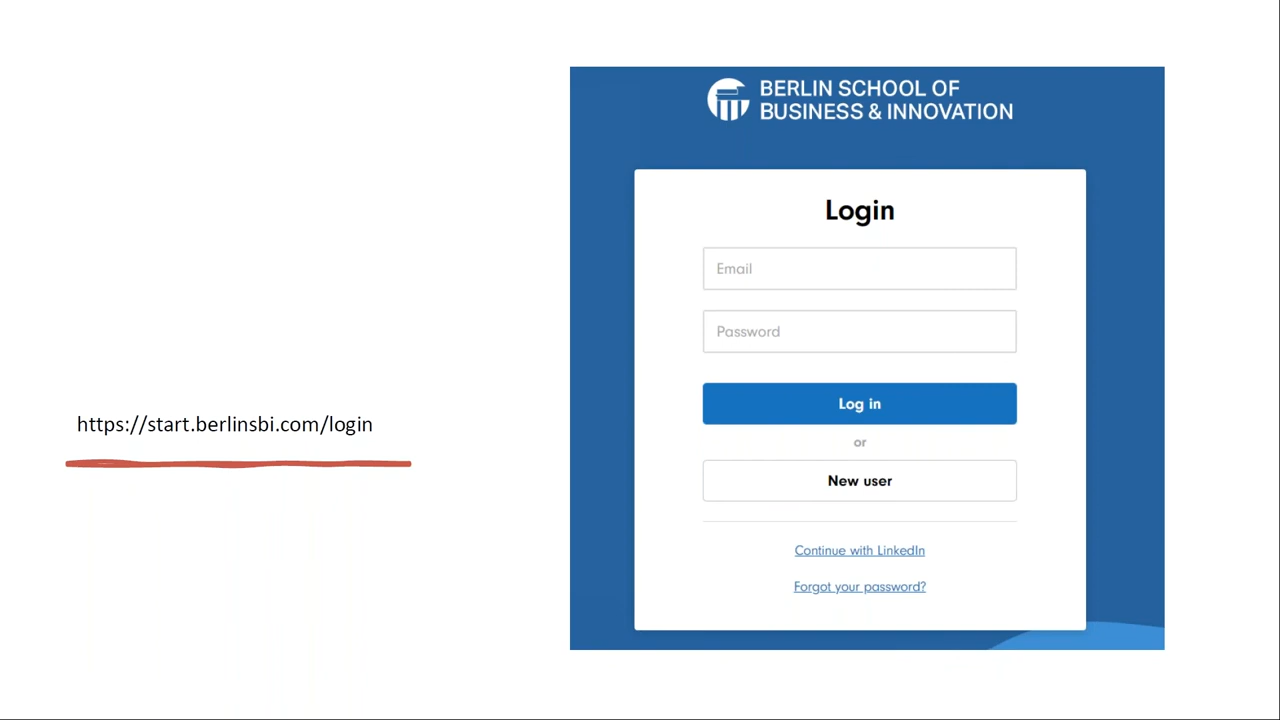 https://start.berlinsbi.com/login
BERLIN SCHOOL OF
BUSINESS & INNOVATION
Login
Email
Password
Log in
or
New user
Continue with LinkedIn
Forgot your password?